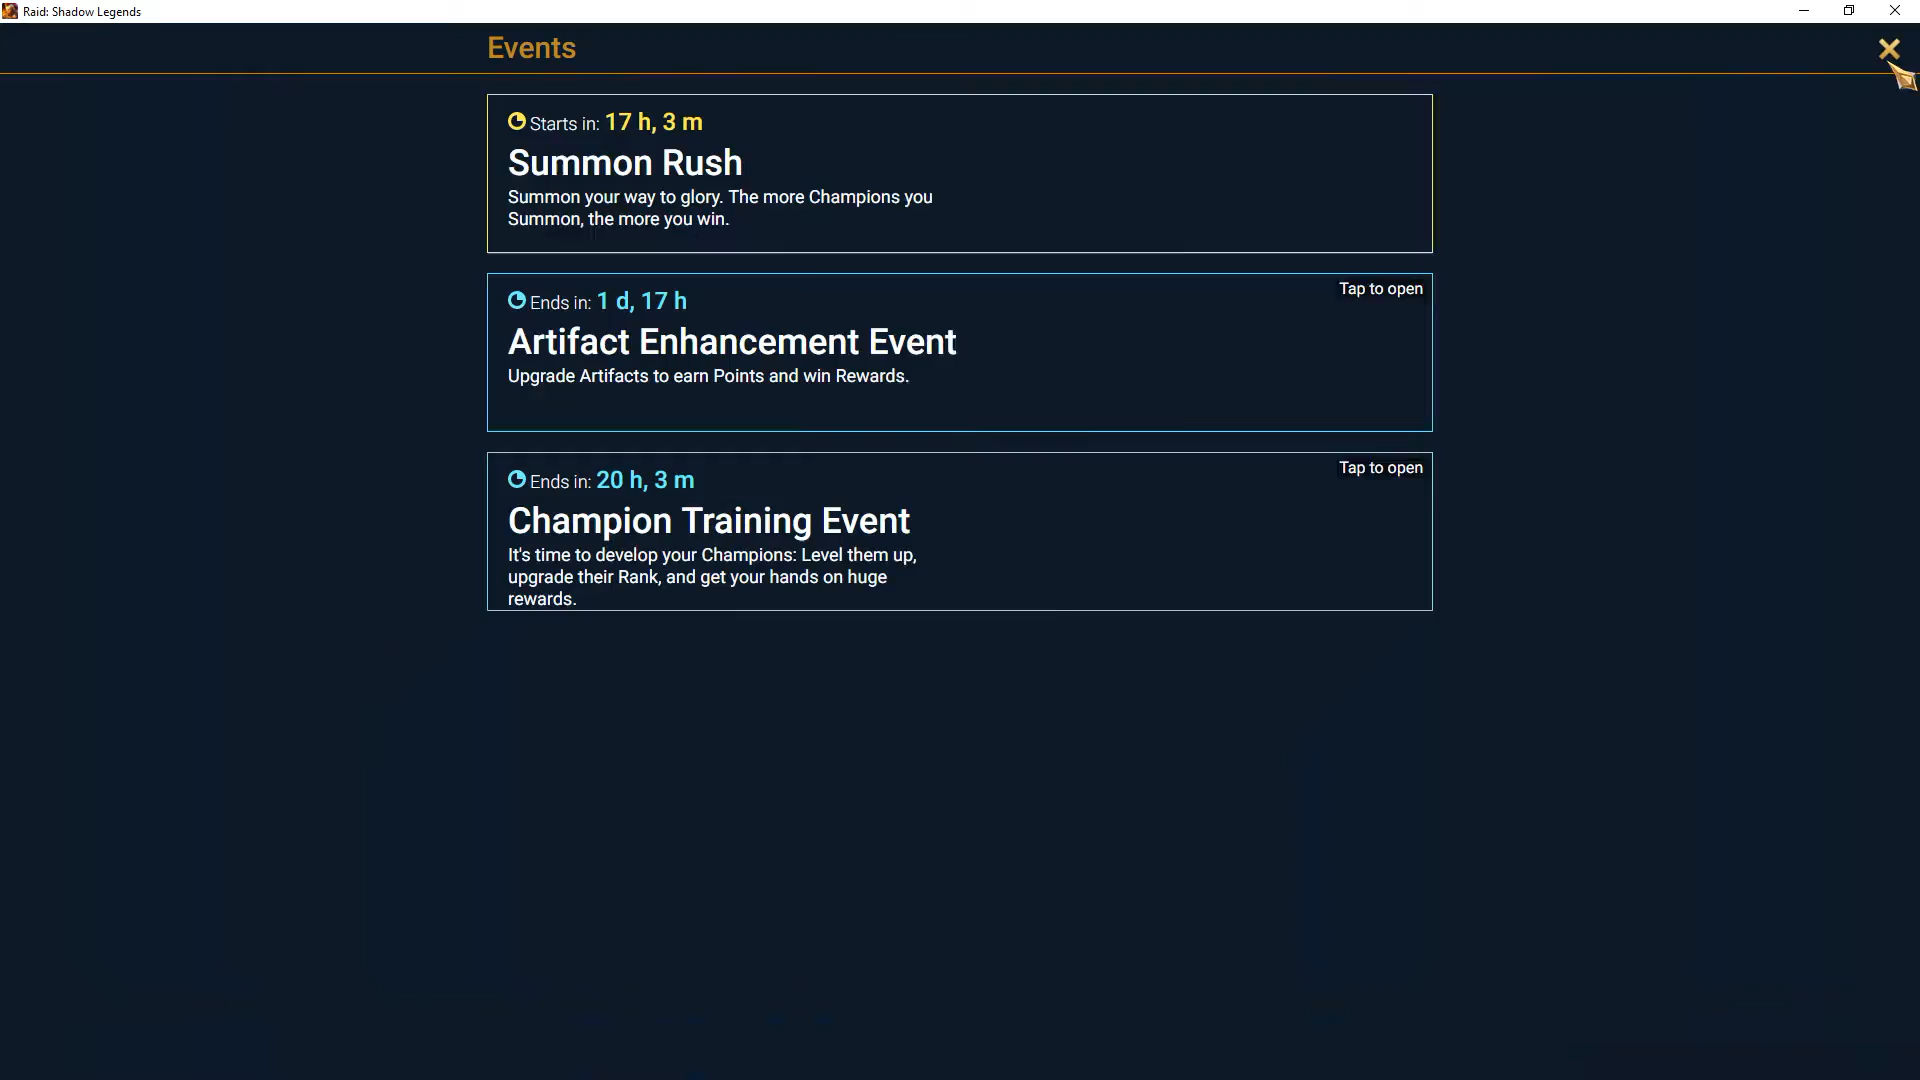 Raid: Shadow Legends
Events
Starts in: 17 h, 3 m
Summon Rush
Summon your way to glory. The more Champions you
Summon, the more you win.
Ends in: 1 d, 17 h
Tap to open
Artifact Enhancement Event
Upgrade Artifacts to earn Points and win Rewards.
Ends in: 20 h, 3 m
Tap to open
Champion Training Event
It's time to develop your Champions: Level them up,
upgrade their Rank, and get your hands on huge
rewards.